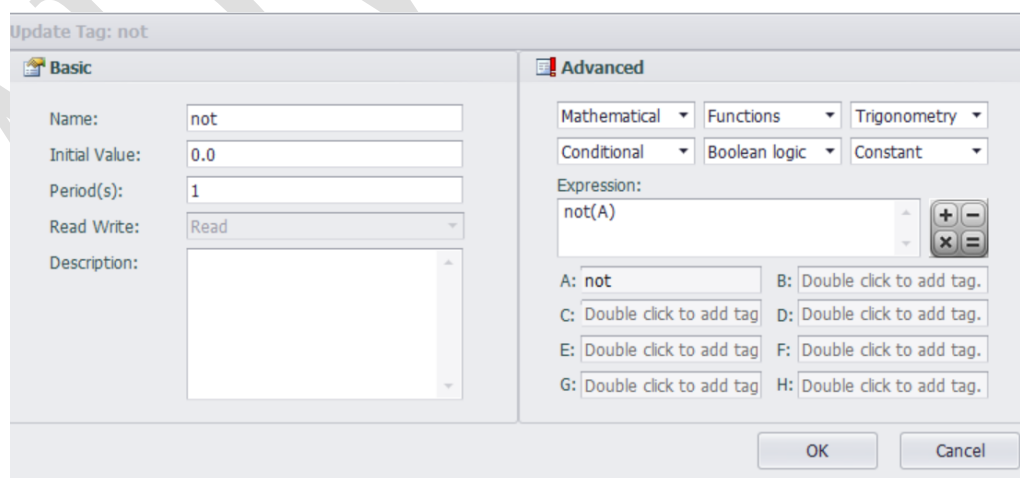 Update Tag: not
Basic
Name: not
Initial Value: 0.0
Period(s): 1
Read Write: Read
Description:
Advanced
Mathematical Functions Trigonometry
Conditional Boolean logic Constant
Expression:
not(A)
A: not B: Double click to add tag.
C: Double click to add tag D: Double click to add tag.
E: Double click to add tag F: Double click to add tag.
G: Double click to add tag H: Double click to add tag.
OK Cancel